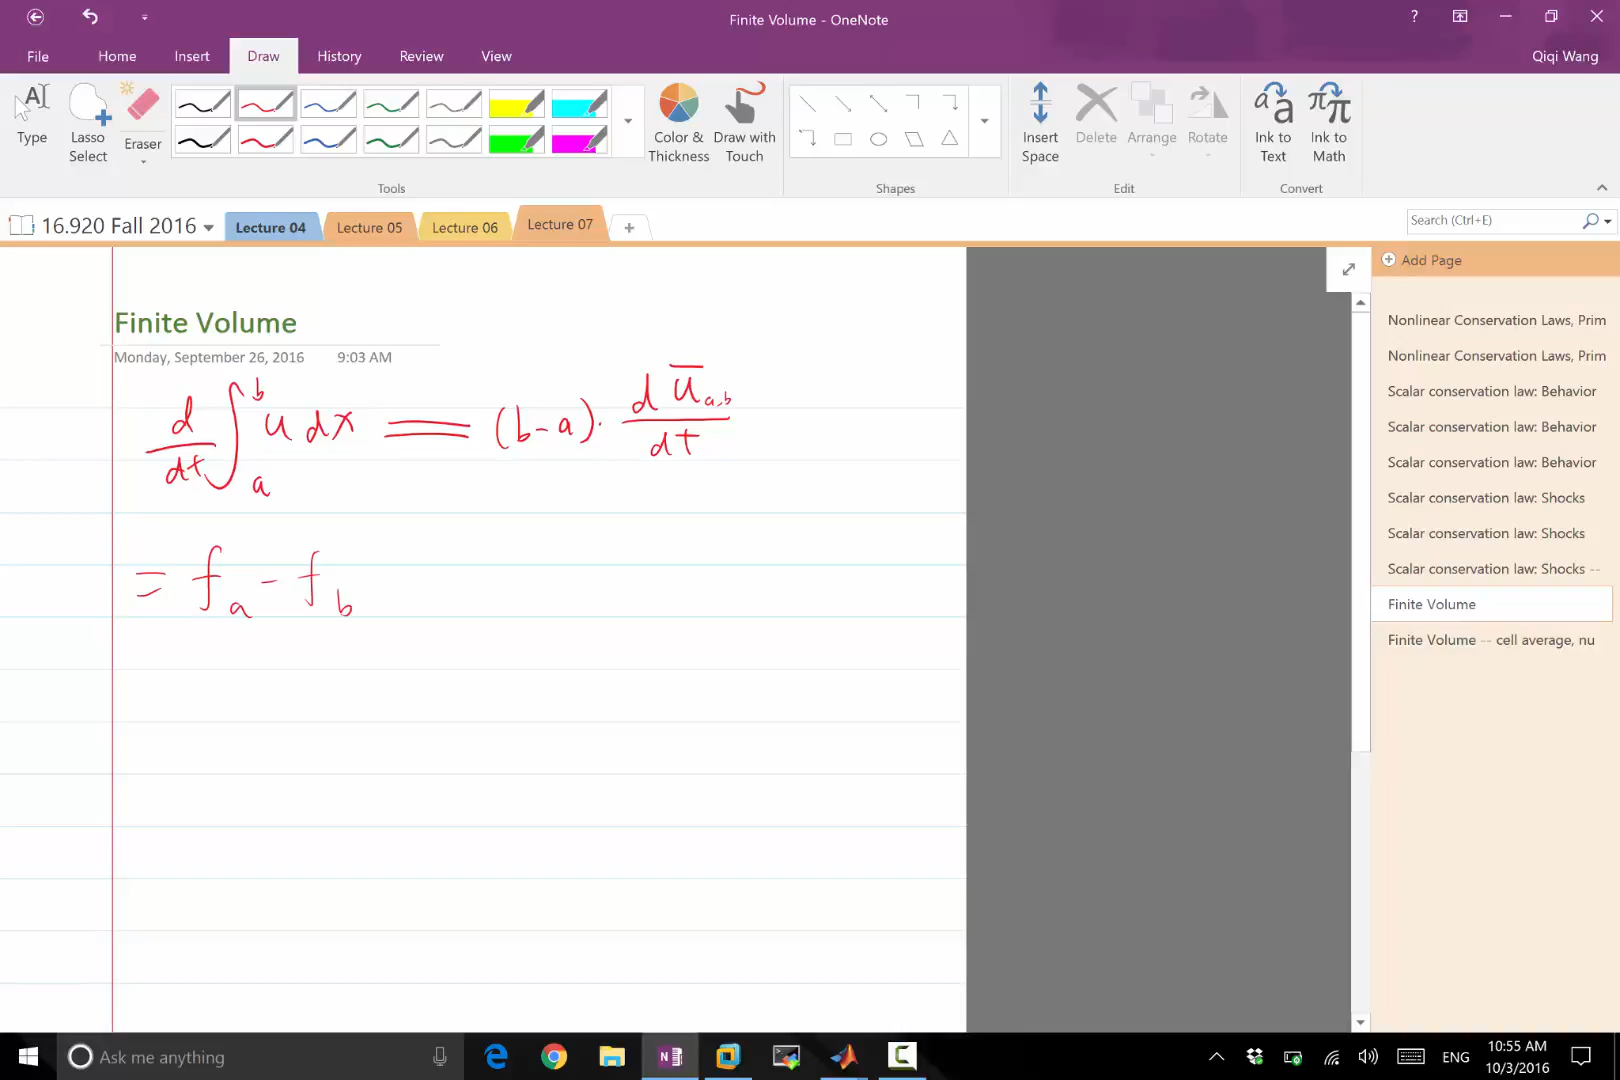 Finite Volume - OneNote
?
File Home Insert Draw History Review View
Qiqi Wang
Type
Lasso Select
Eraser
Color & Thickness
Draw with Touch
Insert Space
Delete
Arrange
Rotate
Ink to Text
Ink to Math
Tools
Shapes
Edit
Convert
16.920 Fall 2016
Lecture 04
Lecture 05
Lecture 06
Lecture 07
Search (Ctrl+E)
Add Page
Finite Volume
Monday, September 26, 2016 9:03 AM
d/dt ∫_a^b u dx = (b-a) · d ū_{a,b}/dt
= f_a - f_b
Nonlinear Conservation Laws, Prim
Nonlinear Conservation Laws, Prim
Scalar conservation law: Behavior
Scalar conservation law: Behavior
Scalar conservation law: Behavior
Scalar conservation law: Shocks
Scalar conservation law: Shocks
Scalar conservation law: Shocks --
Finite Volume
Finite Volume -- cell average, nu
Ask me anything
ENG
10:55 AM
10/3/2016